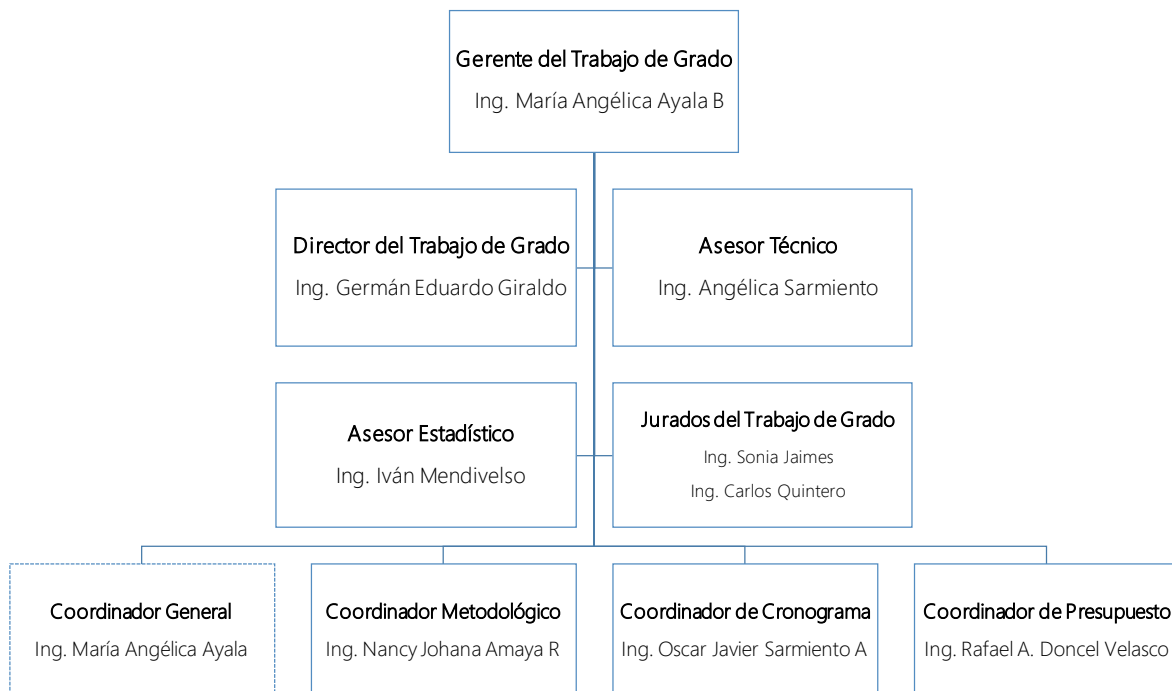 Gerente del Trabajo de Grado
Ing. María Angélica Ayala B
Director del Trabajo de Grado
Ing. Germán Eduardo Giraldo
Asesor Técnico
Ing. Angélica Sarmiento
Asesor Estadístico
Ing. Iván Mendivelso
Jurados del Trabajo de Grado
Ing. Sonia Jaimes
Ing. Carlos Quintero
Coordinador General
Ing. María Angélica Ayala
Coordinador Metodológico
Ing. Nancy Johana Amaya R
Coordinador de Cronograma
Ing. Oscar Javier Sarmiento A
Coordinador de Presupuesto
Ing. Rafael A. Doncel Velasco